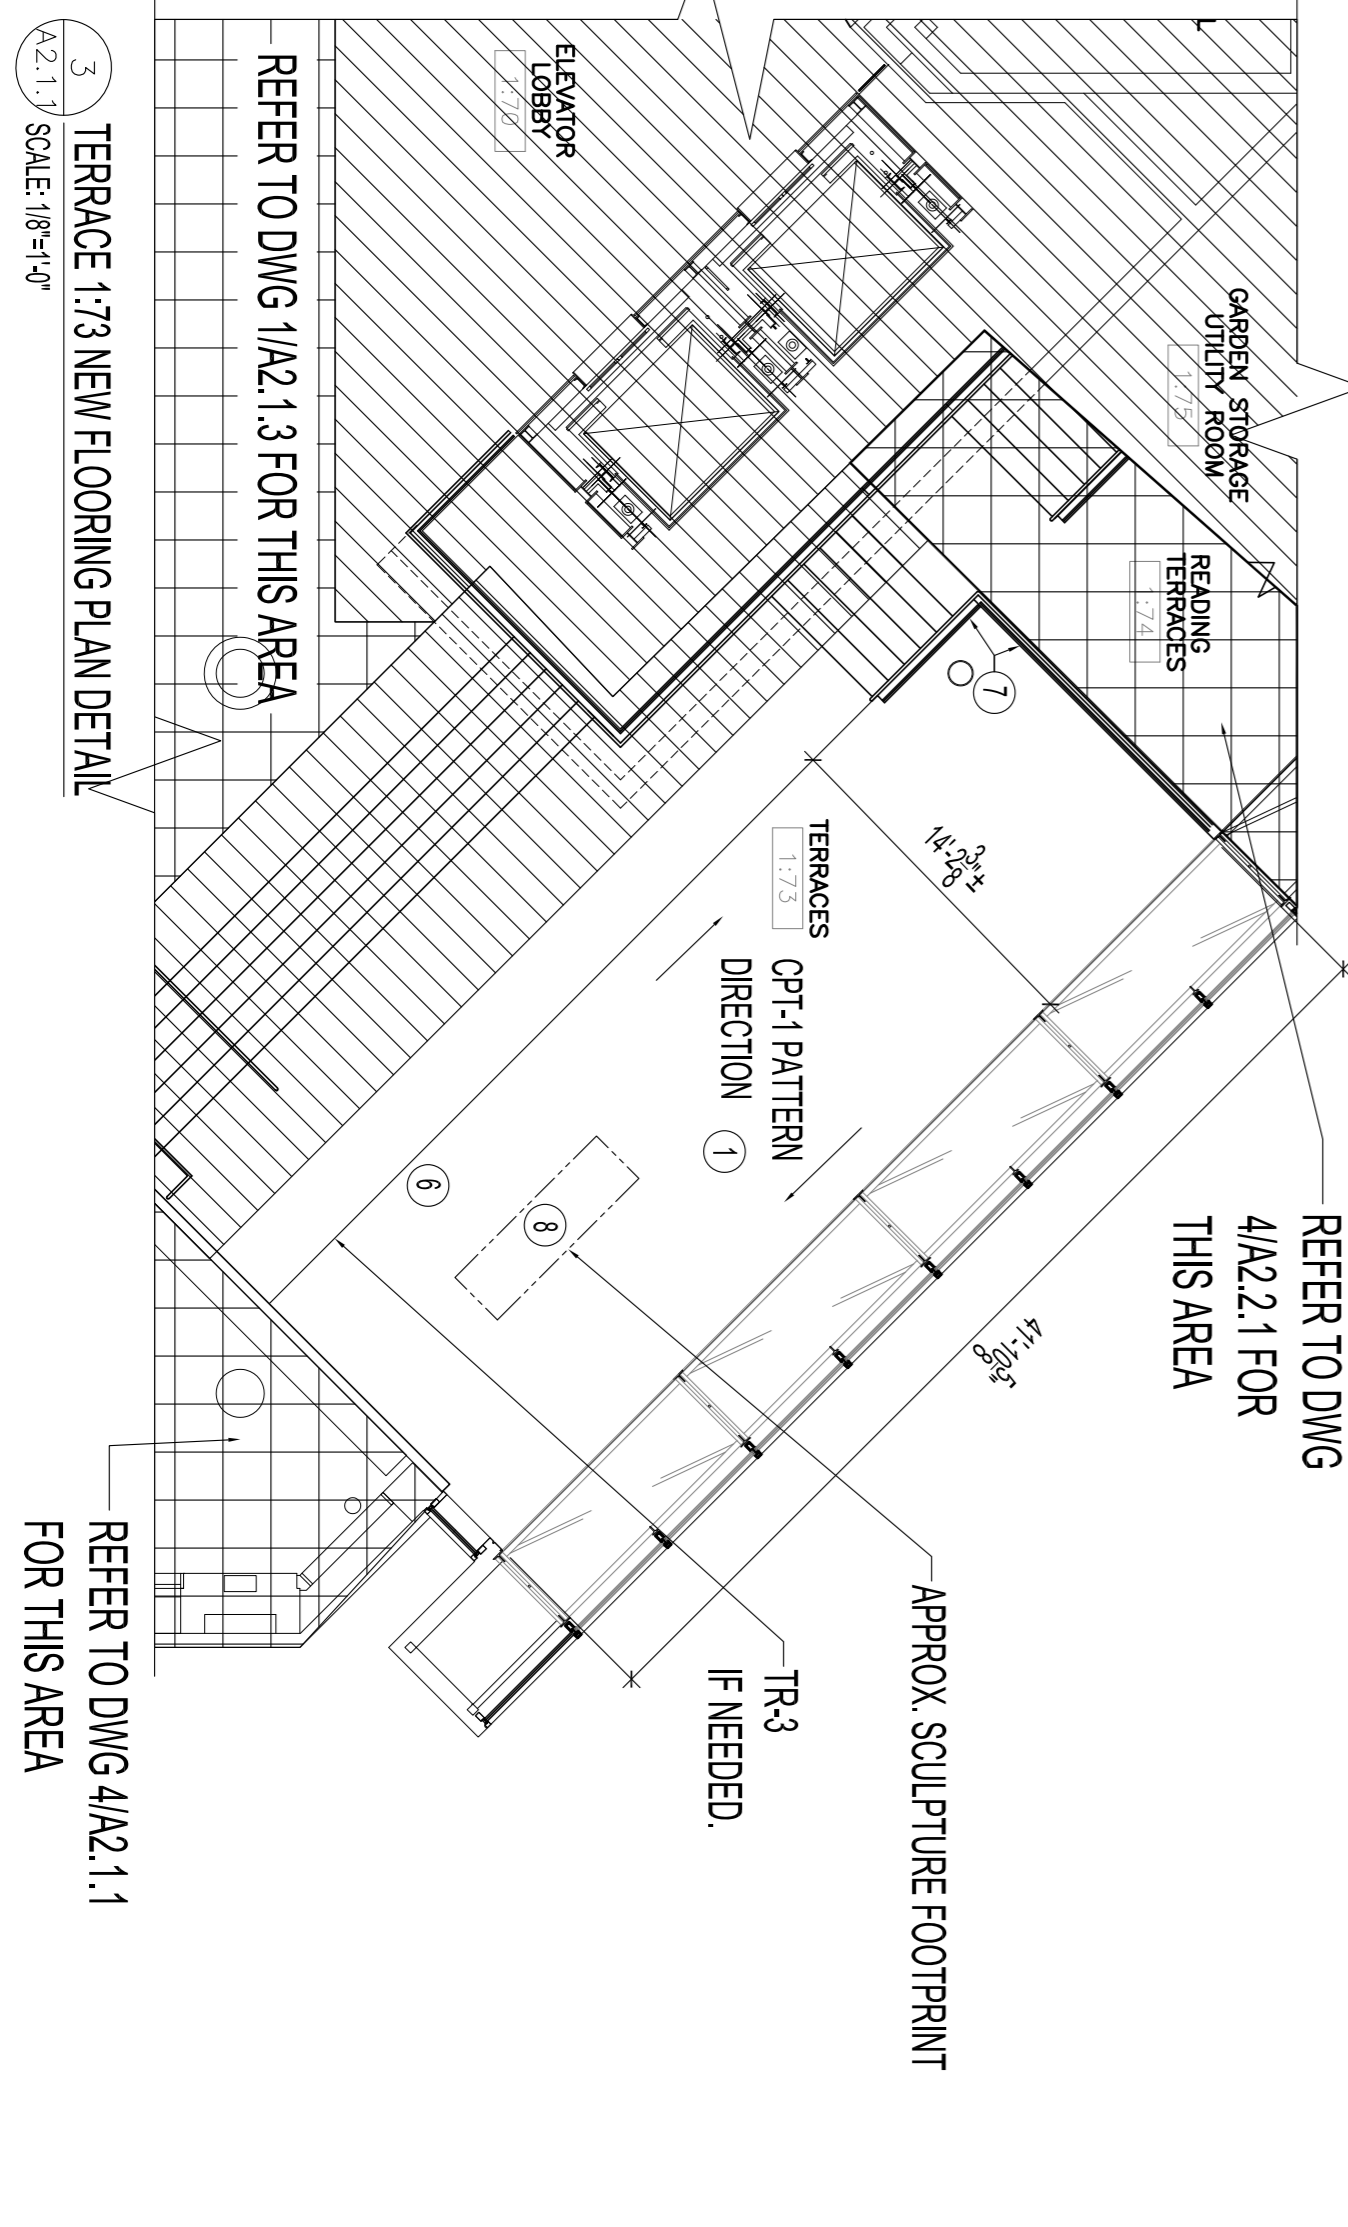 ELEVATOR
LOBBY
1:70
GARDEN STORAGE
UTILITY ROOM
1:75
READING
TERRACES
1:74
7
14'-2 3/8"±
TERRACES
1:73
CPT-1 PATTERN
DIRECTION
1
6
8
41'-10 5/8"
REFER TO DWG
4/A2.2.1 FOR
THIS AREA
APPROX. SCULPTURE FOOTPRINT
TR-3
IF NEEDED.
REFER TO DWG 1/A2.1.3 FOR THIS AREA
REFER TO DWG 4/A2.1.1
FOR THIS AREA
3
A2.1.1
TERRACE 1:73 NEW FLOORING PLAN DETAIL
SCALE: 1/8"=1'-0"